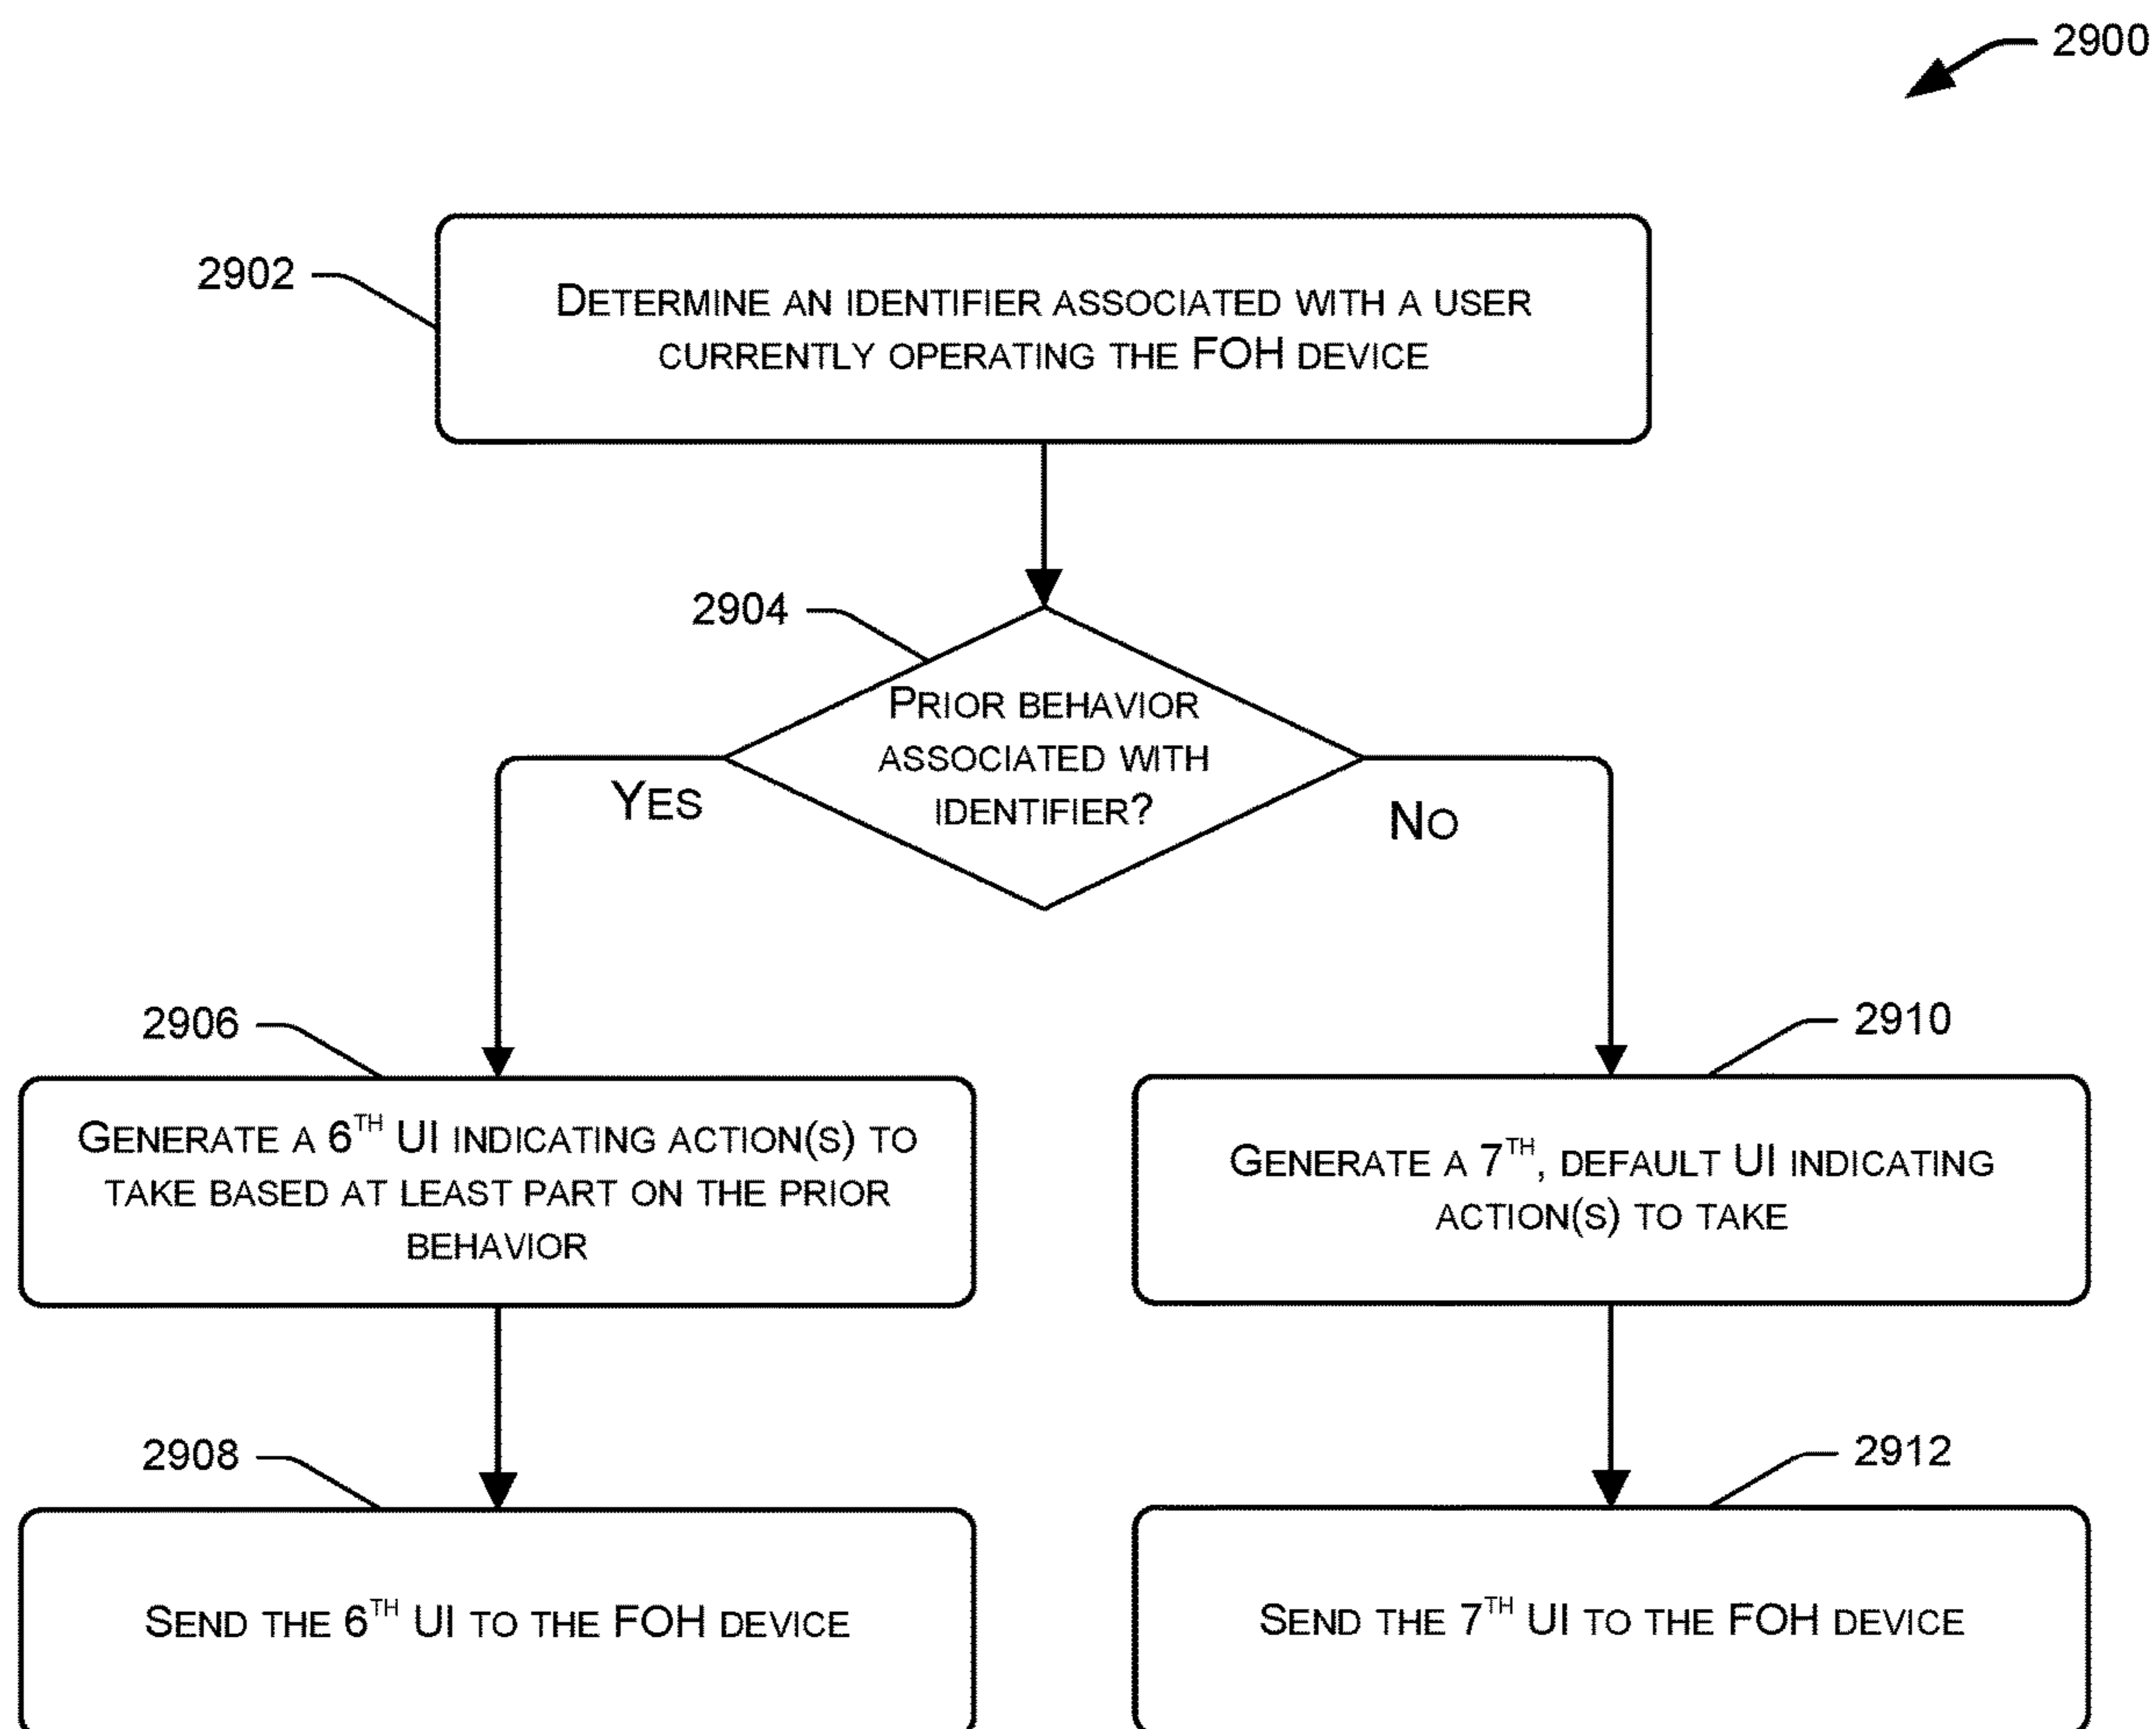 2900
2902
DETERMINE AN IDENTIFIER ASSOCIATED WITH A USER
CURRENTLY OPERATING THE FOH DEVICE
2904
PRIOR BEHAVIOR
ASSOCIATED WITH
IDENTIFIER?
YES
NO
2906
GENERATE A 6TH UI INDICATING ACTION(S) TO
TAKE BASED AT LEAST PART ON THE PRIOR
BEHAVIOR
2910
GENERATE A 7TH, DEFAULT UI INDICATING
ACTION(S) TO TAKE
2908
SEND THE 6TH UI TO THE FOH DEVICE
2912
SEND THE 7TH UI TO THE FOH DEVICE